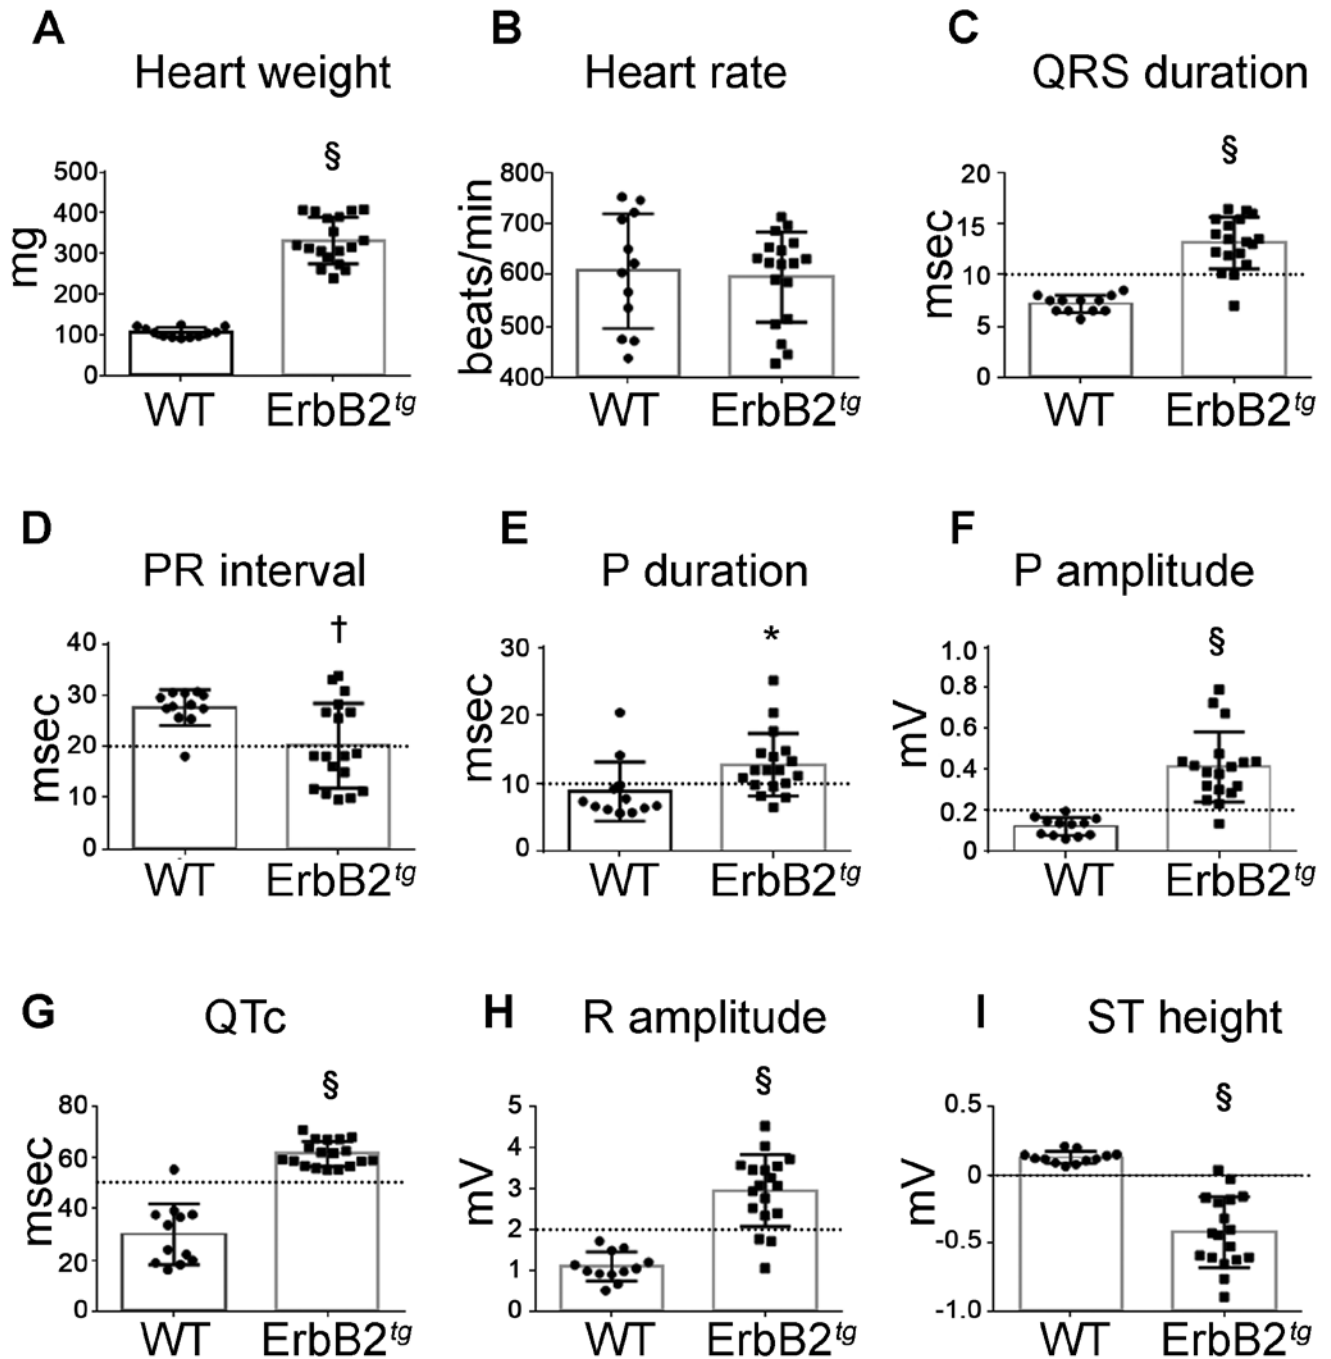 A
Heart weight
§
mg
500
400
300
200
100
0
WT ErbB2tg
B
Heart rate
beats/min
800
700
600
500
400
WT ErbB2tg
C
QRS duration
§
msec
20
15
10
5
0
WT ErbB2tg
D
PR interval
†
msec
40
30
20
10
0
WT ErbB2tg
E
P duration
*
msec
30
20
10
0
WT ErbB2tg
F
P amplitude
§
mV
1.0
0.8
0.6
0.4
0.2
0
WT ErbB2tg
G
QTc
§
msec
80
60
40
20
0
WT ErbB2tg
H
R amplitude
§
mV
5
4
3
2
1
0
WT ErbB2tg
I
ST height
§
mV
0.5
0
-0.5
-1.0
WT ErbB2tg